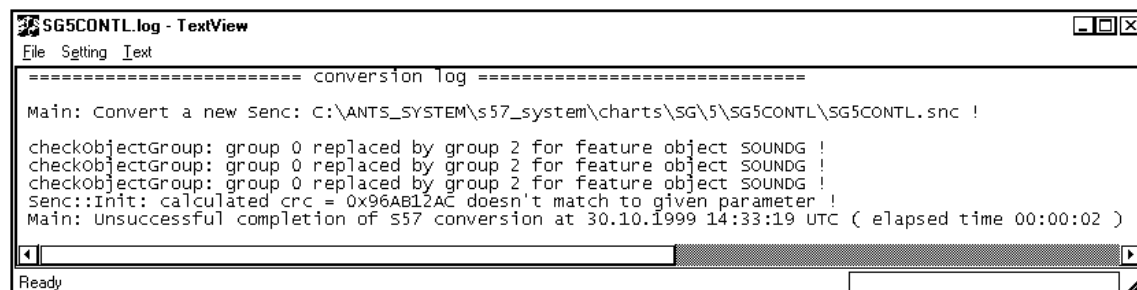 SG5CONTL.log - TextView
File Setting Text
========================= conversion log ==============================
Main: Convert a new Senc: C:\ANTS_SYSTEM\s57_system\charts\SG\5\SG5CONTL\SG5CONTL.snc !
checkObjectGroup: group 0 replaced by group 2 for feature object SOUNDG !
checkObjectGroup: group 0 replaced by group 2 for feature object SOUNDG !
checkObjectGroup: group 0 replaced by group 2 for feature object SOUNDG !
Senc::Init: calculated crc = 0x96AB12AC doesn't match to given parameter !
Main: Unsuccessful completion of S57 conversion at 30.10.1999 14:33:19 UTC ( elapsed time 00:00:02 )
Ready